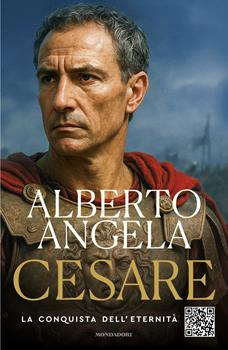 ALBERTO
ANGELA
CESARE
LA CONQUISTA DELL'ETERNITÀ
MONDADORI